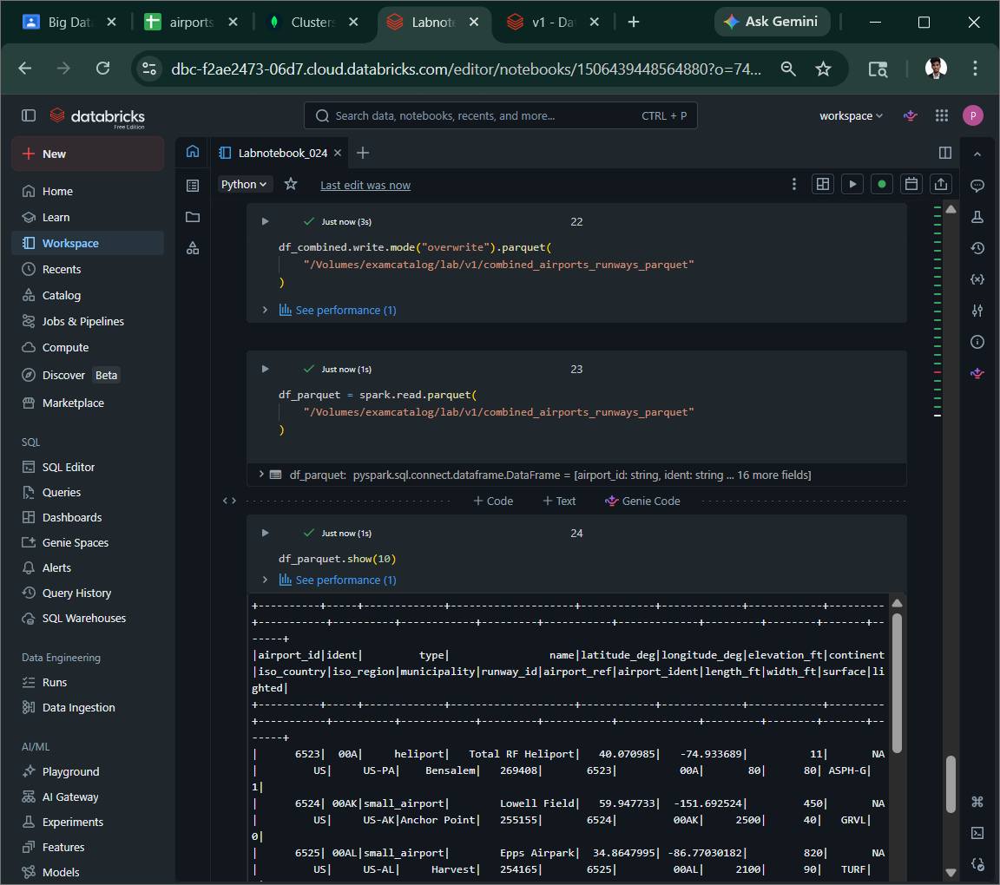 Big Dat
airports
Clusters
Labnote
v1 - Dat
Ask Gemini
dbc-f2ae2473-06d7.cloud.databricks.com/editor/notebooks/1506439448564880?o=74...
databricks
Free Edition
Search data, notebooks, recents, and more...
CTRL + P
workspace
P
New
Home
Learn
Workspace
Recents
Catalog
Jobs & Pipelines
Compute
Discover Beta
Marketplace
SQL
SQL Editor
Queries
Dashboards
Genie Spaces
Alerts
Query History
SQL Warehouses
Data Engineering
Runs
Data Ingestion
AI/ML
Playground
AI Gateway
Experiments
Features
Models
Labnotebook_024
Python
Last edit was now
Just now (3s)
22
df_combined.write.mode("overwrite").parquet(
"/Volumes/examcatalog/lab/v1/combined_airports_runways_parquet"
)
See performance (1)
Just now (1s)
23
df_parquet = spark.read.parquet(
"/Volumes/examcatalog/lab/v1/combined_airports_runways_parquet"
)
df_parquet: pyspark.sql.connect.dataframe.DataFrame = [airport_id: string, ident: string ... 16 more fields]
+ Code
+ Text
Genie Code
Just now (1s)
24
df_parquet.show(10)
See performance (1)
+----------+-----+-------------+--------------------+------------+-------------+------------+---------
+-----------+----------+-------------+---------+-----------+-------------+---------+--------+-------+--
-----+
|airport_id|ident|         type|                name|latitude_deg|longitude_deg|elevation_ft|continent
|iso_country|iso_region|municipality|runway_id|airport_ref|airport_ident|length_ft|width_ft|surface|li
ghted|
+----------+-----+-------------+--------------------+------------+-------------+------------+---------
+-----------+----------+-------------+---------+-----------+-------------+---------+--------+-------+--
-----+
|      6523|  00A|     heliport|   Total RF Heliport|   40.070985|   -74.933689|          11|       NA
|         US|     US-PA|    Bensalem|   269408|       6523|          00A|       80|      80| ASPH-G|
1|
|      6524| 00AK|small_airport|        Lowell Field|   59.947733|  -151.692524|         450|       NA
|         US|     US-AK|Anchor Point|   255155|       6524|         00AK|     2500|      40|   GRVL|
0|
|      6525| 00AL|small_airport|        Epps Airpark|  34.8647995| -86.77030182|         820|       NA
|         US|     US-AL|     Harvest|   254165|       6525|         00AL|     2100|      90|   TURF|